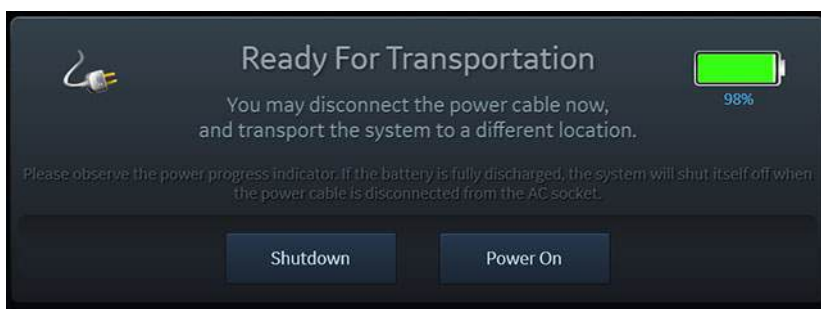 Ready For Transportation
98%
You may disconnect the power cable now,
and transport the system to a different location.
Please observe the power progress indicator. If the battery is fully discharged, the system will shut itself off when
the power cable is disconnected from the AC socket.
Shutdown
Power On